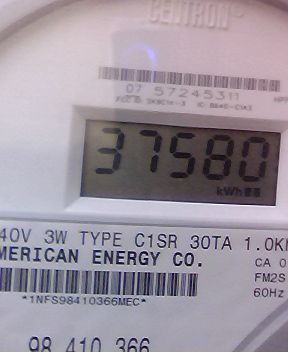 CENTRON
07 57245311
37580
kWh
40V 3W TYPE C1SR 30TA 1.0K
MERICAN ENERGY CO.
CA 0
FM2S
60Hz
*1NFS98410366MEC*
98 410 366